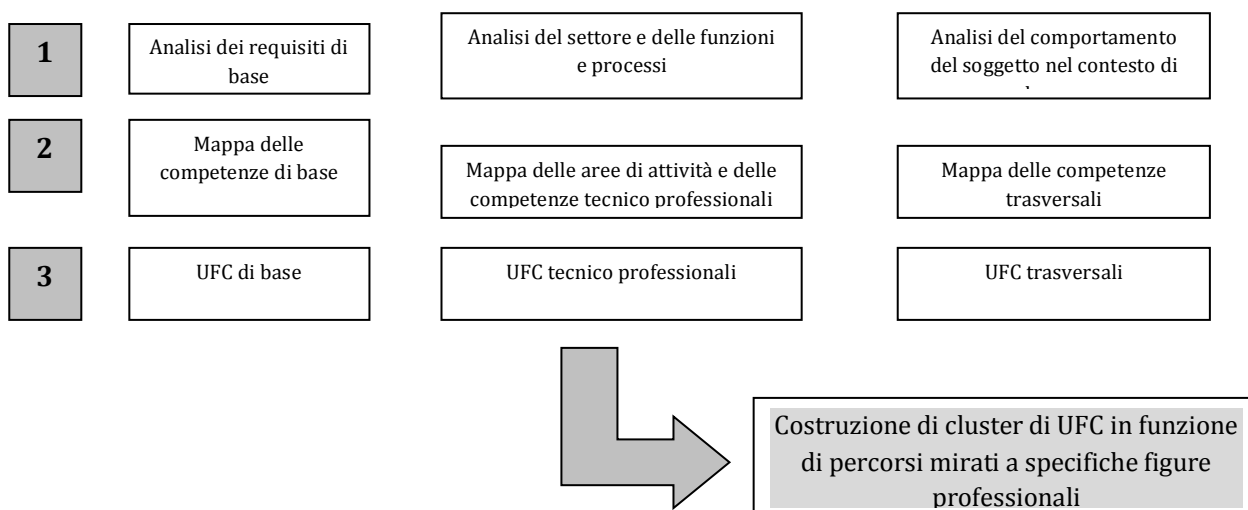 1
Analisi dei requisiti di
base
Analisi del settore e delle funzioni
e processi
Analisi del comportamento
del soggetto nel contesto di
2
Mappa delle
competenze di base
Mappa delle aree di attività e delle
competenze tecnico professionali
Mappa delle competenze
trasversali
3
UFC di base
UFC tecnico professionali
UFC trasversali
Costruzione di cluster di UFC in funzione
di percorsi mirati a specifiche figure
professionali